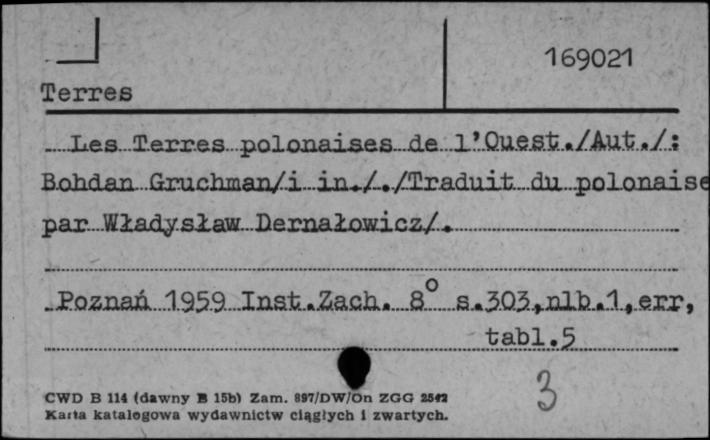 169021
Terres
Les Terres polonaises de l'Ouest./Aut./:
Bohdan Gruchman/i in./../Traduit du polonaise
par Władysław Dernałowicz/.
Poznań 1959 Inst.Zach. 8° s.303,nlb.1,err,
tabl.5
3
CWD B 114 (dawny B 15b) Zam. 897/DW/On ZGG 2542
Karta katalogowa wydawnictw ciągłych i zwartych.